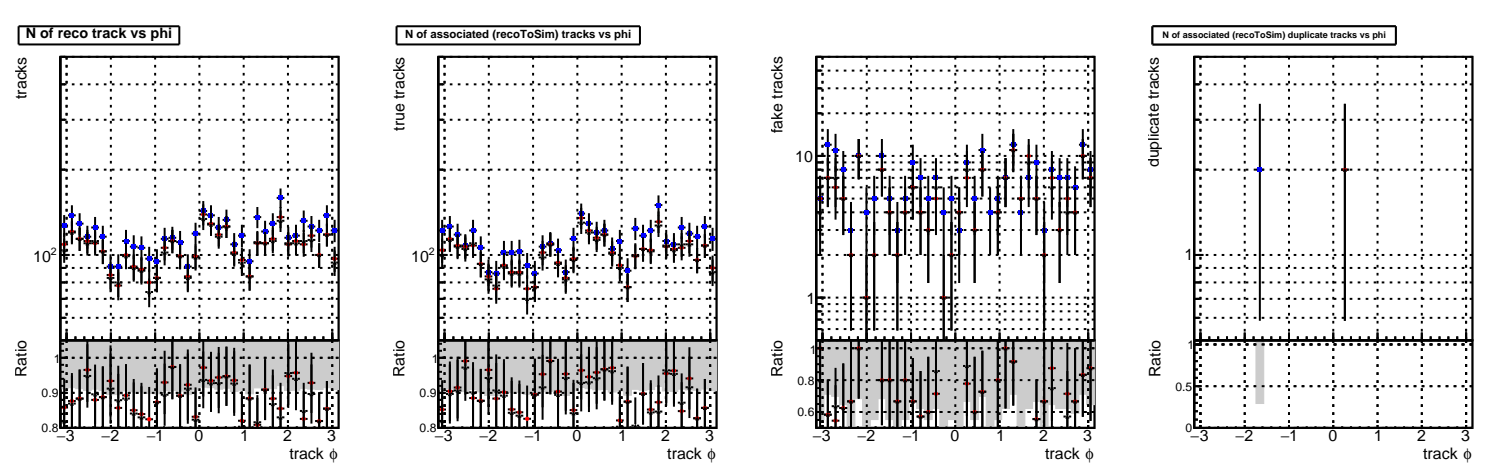 N of reco track vs phi
tracks
10²
Ratio
1
0.9
0.8
−3 −2 −1 0 1 2 3
track ϕ
N of associated (recoToSim) tracks vs phi
true tracks
10²
Ratio
1
0.9
0.8
−3 −2 −1 0 1 2 3
track ϕ
fake tracks
10
1
Ratio
1
0.8
0.6
−3 −2 −1 0 1 2 3
track ϕ
N of associated (recoToSim) duplicate tracks vs phi
duplicate tracks
1
Ratio
1
0.5
0
−3 −2 −1 0 1 2 3
track ϕ